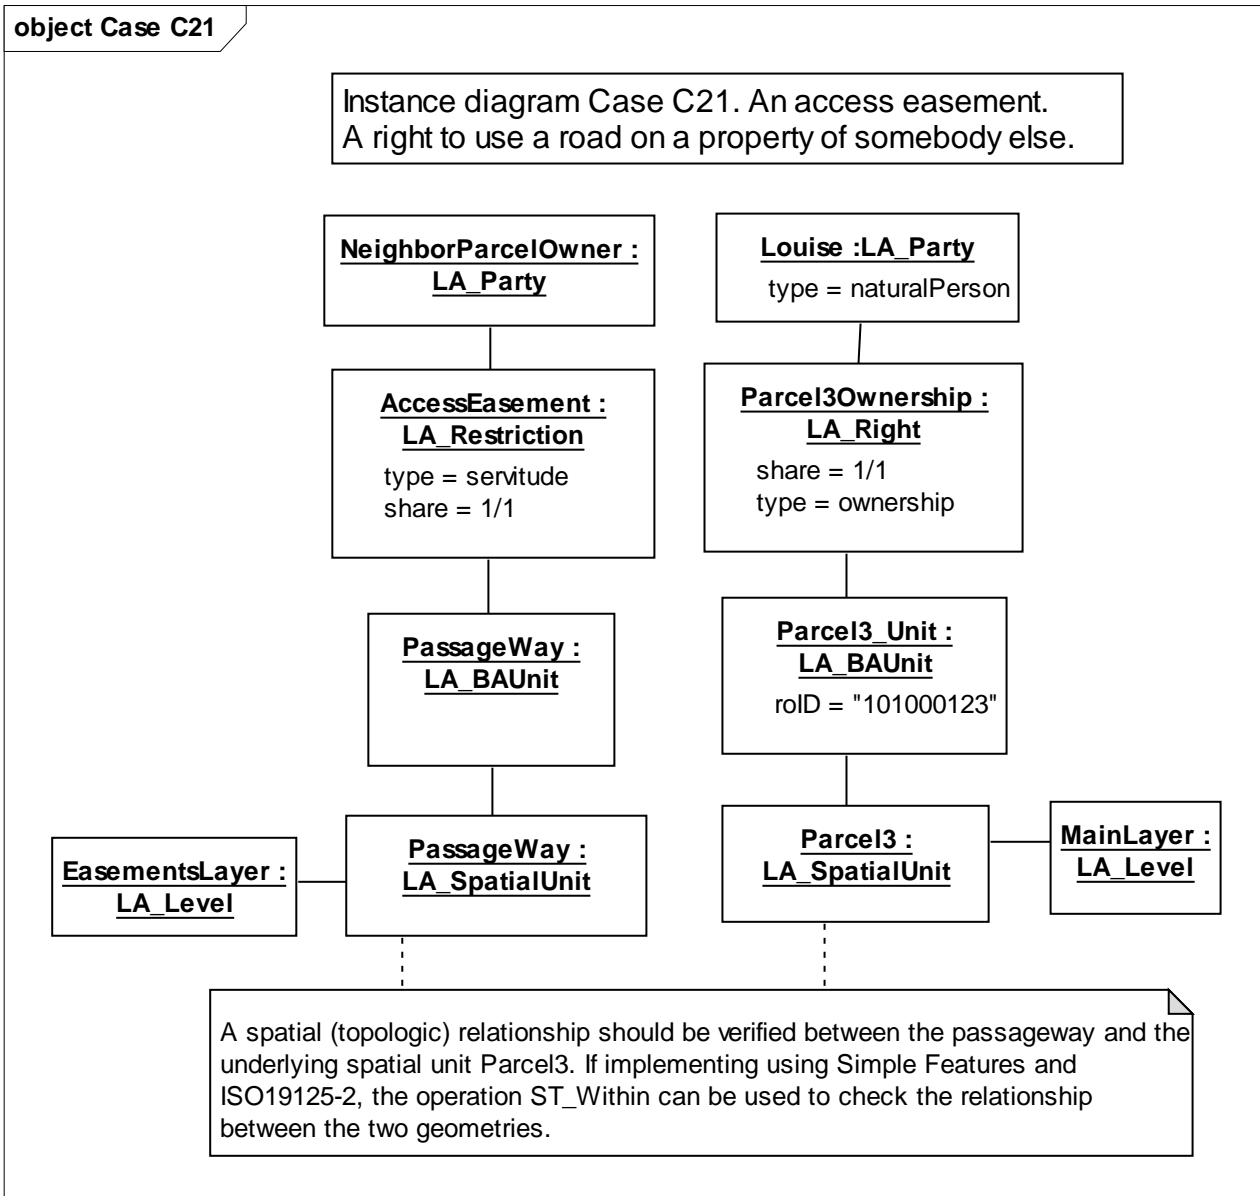 object Case C21
Instance diagram Case C21. An access easement.
A right to use a road on a property of somebody else.
NeighborParcelOwner :
LA_Party
Louise :LA_Party
type = naturalPerson
AccessEasement :
LA_Restriction
type = servitude
share = 1/1
Parcel3Ownership :
LA_Right
share = 1/1
type = ownership
PassageWay :
LA_BAUnit
Parcel3_Unit :
LA_BAUnit
roID = "101000123"
EasementsLayer :
LA_Level
PassageWay :
LA_SpatialUnit
Parcel3 :
LA_SpatialUnit
MainLayer :
LA_Level
A spatial (topologic) relationship should be verified between the passageway and the
underlying spatial unit Parcel3. If implementing using Simple Features and
ISO19125-2, the operation ST_Within can be used to check the relationship
between the two geometries.